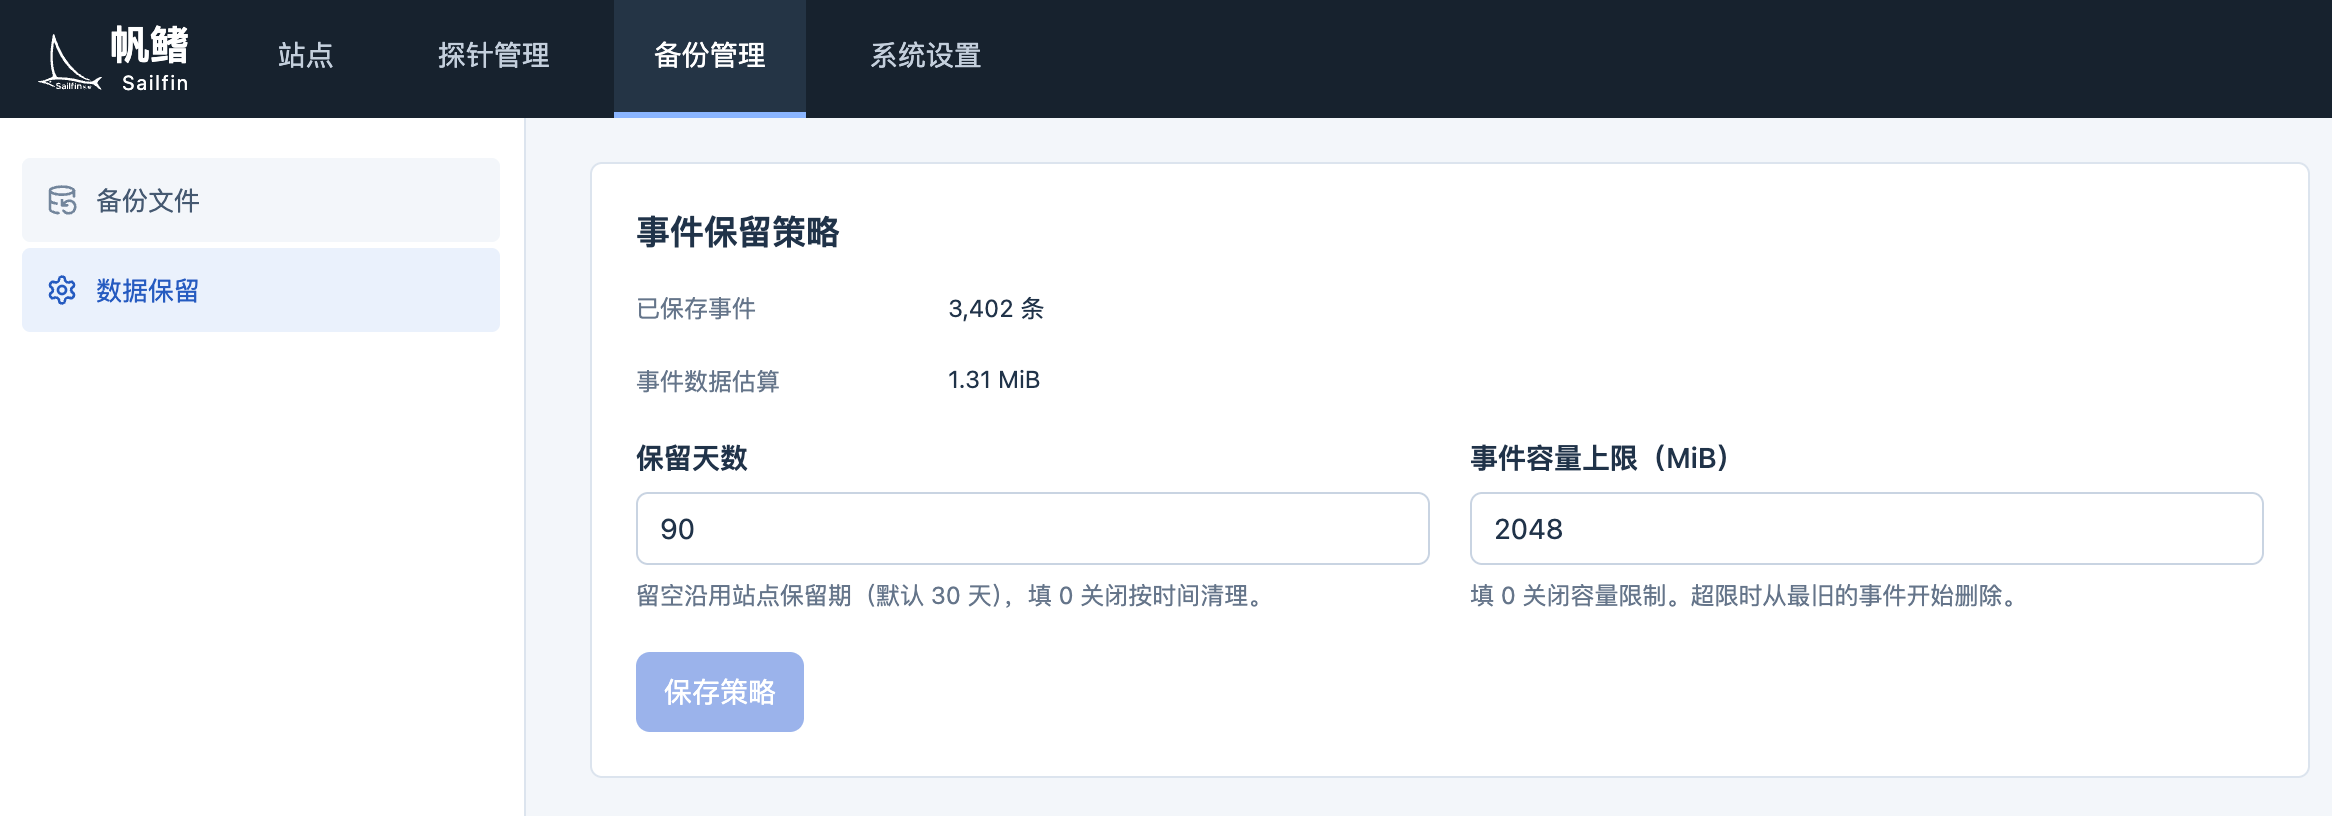 帆鳍
Sailfin
Sailfin
站点
探针管理
备份管理
系统设置
备份文件
数据保留
事件保留策略
已保存事件 3,402 条
事件数据估算 1.31 MiB
保留天数
90
留空沿用站点保留期（默认 30 天），填 0 关闭按时间清理。
事件容量上限（MiB）
2048
填 0 关闭容量限制。超限时从最旧的事件开始删除。
保存策略